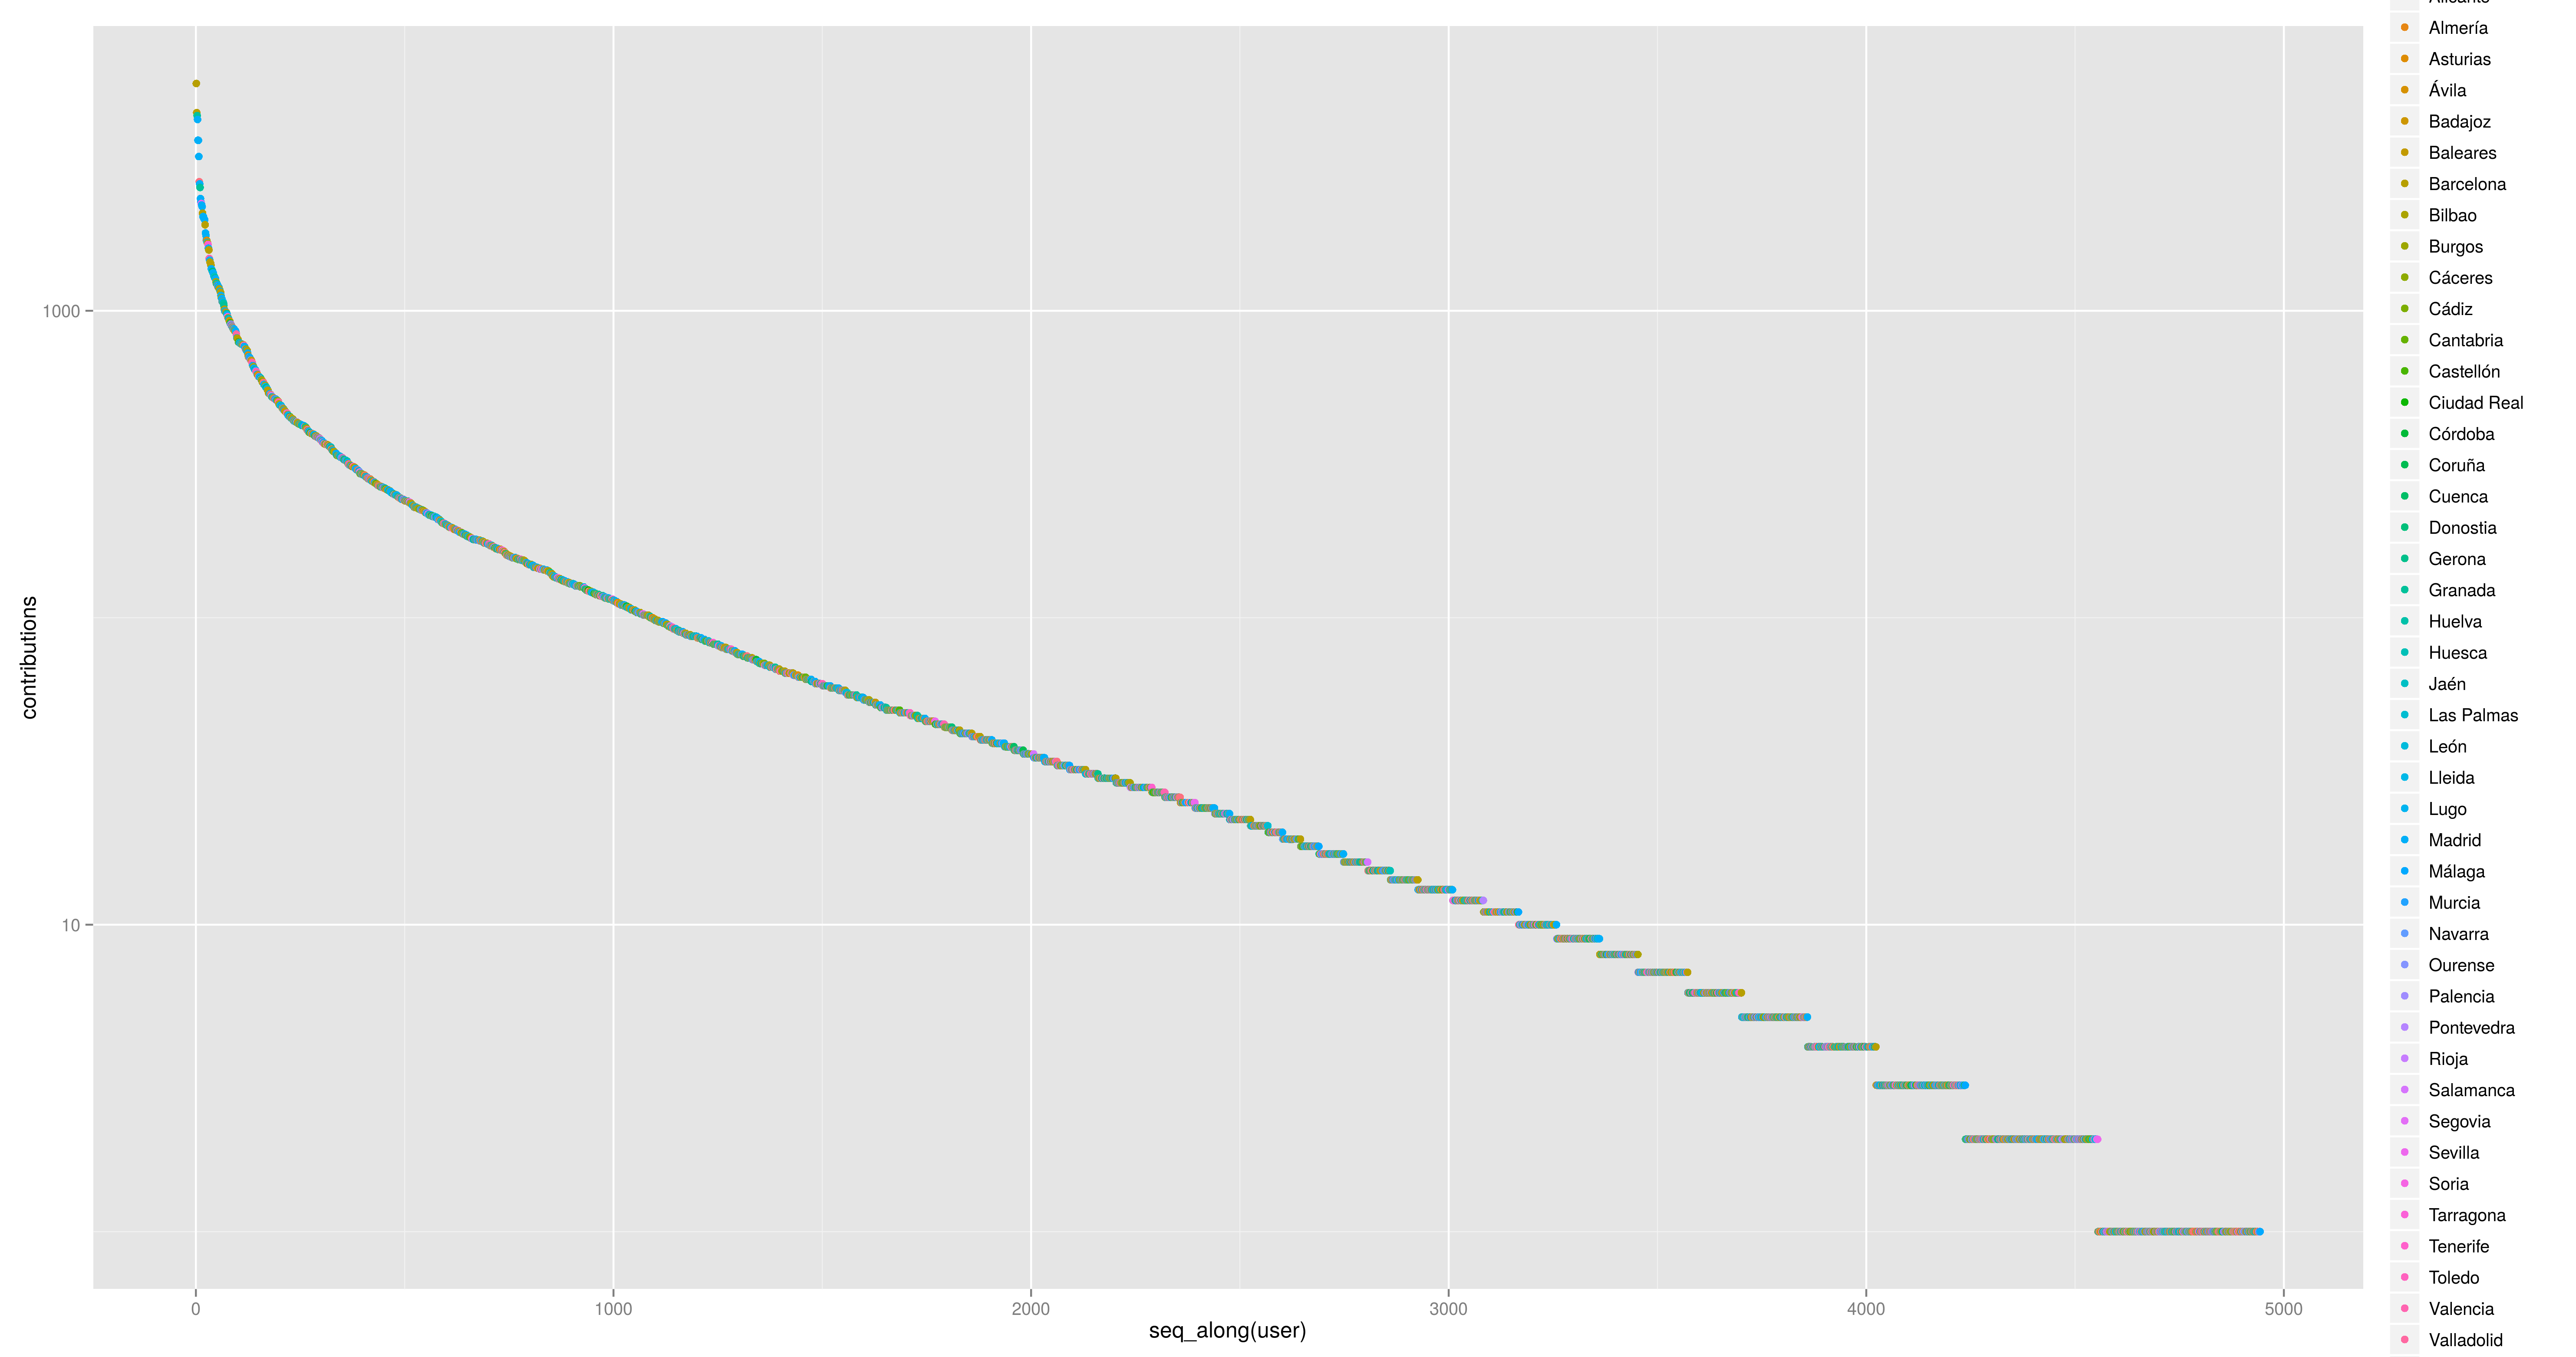 contributions
1000
10
0
1000
2000
3000
4000
5000
seq_along(user)
Almería
Asturias
Ávila
Badajoz
Baleares
Barcelona
Bilbao
Burgos
Cáceres
Cádiz
Cantabria
Castellón
Ciudad Real
Córdoba
Coruña
Cuenca
Donostia
Gerona
Granada
Huelva
Huesca
Jaén
Las Palmas
León
Lleida
Lugo
Madrid
Málaga
Murcia
Navarra
Ourense
Palencia
Pontevedra
Rioja
Salamanca
Segovia
Sevilla
Soria
Tarragona
Tenerife
Toledo
Valencia
Valladolid